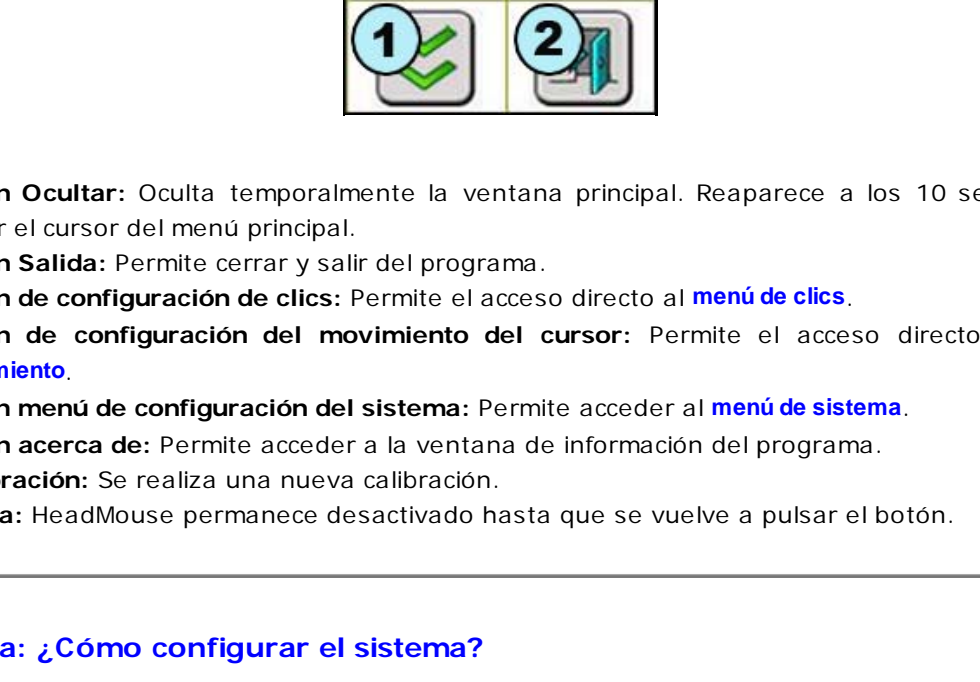 1 2
n Ocultar: Oculta temporalmente la ventana principal. Reaparece a los 10 se
r el cursor del menú principal.
n Salida: Permite cerrar y salir del programa.
n de configuración de clics: Permite el acceso directo al menú de clics.
n de configuración del movimiento del cursor: Permite el acceso directo
miento.
n menú de configuración del sistema: Permite acceder al menú de sistema.
n acerca de: Permite acceder a la ventana de información del programa.
ración: Se realiza una nueva calibración.
a: HeadMouse permanece desactivado hasta que se vuelve a pulsar el botón.
a: ¿Cómo configurar el sistema?